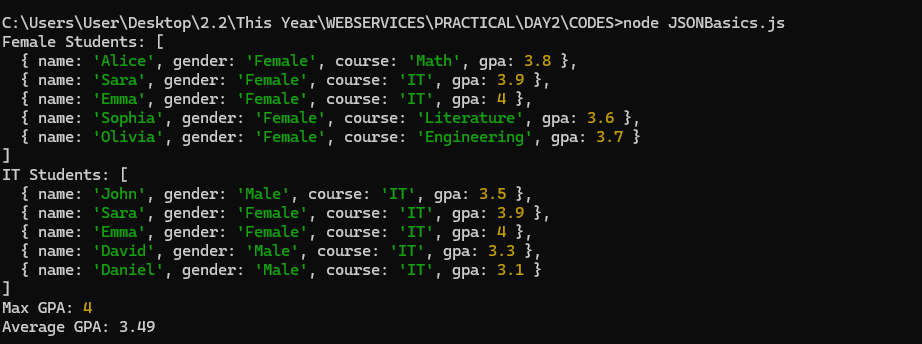 C:\Users\User\Desktop\2.2\This Year\WEBSERVICES\PRACTICAL\DAY2\CODES>node JSONBasics.js
Female Students: [
  { name: 'Alice', gender: 'Female', course: 'Math', gpa: 3.8 },
  { name: 'Sara', gender: 'Female', course: 'IT', gpa: 3.9 },
  { name: 'Emma', gender: 'Female', course: 'IT', gpa: 4 },
  { name: 'Sophia', gender: 'Female', course: 'Literature', gpa: 3.6 },
  { name: 'Olivia', gender: 'Female', course: 'Engineering', gpa: 3.7 }
]
IT Students: [
  { name: 'John', gender: 'Male', course: 'IT', gpa: 3.5 },
  { name: 'Sara', gender: 'Female', course: 'IT', gpa: 3.9 },
  { name: 'Emma', gender: 'Female', course: 'IT', gpa: 4 },
  { name: 'David', gender: 'Male', course: 'IT', gpa: 3.3 },
  { name: 'Daniel', gender: 'Male', course: 'IT', gpa: 3.1 }
]
Max GPA: 4
Average GPA: 3.49